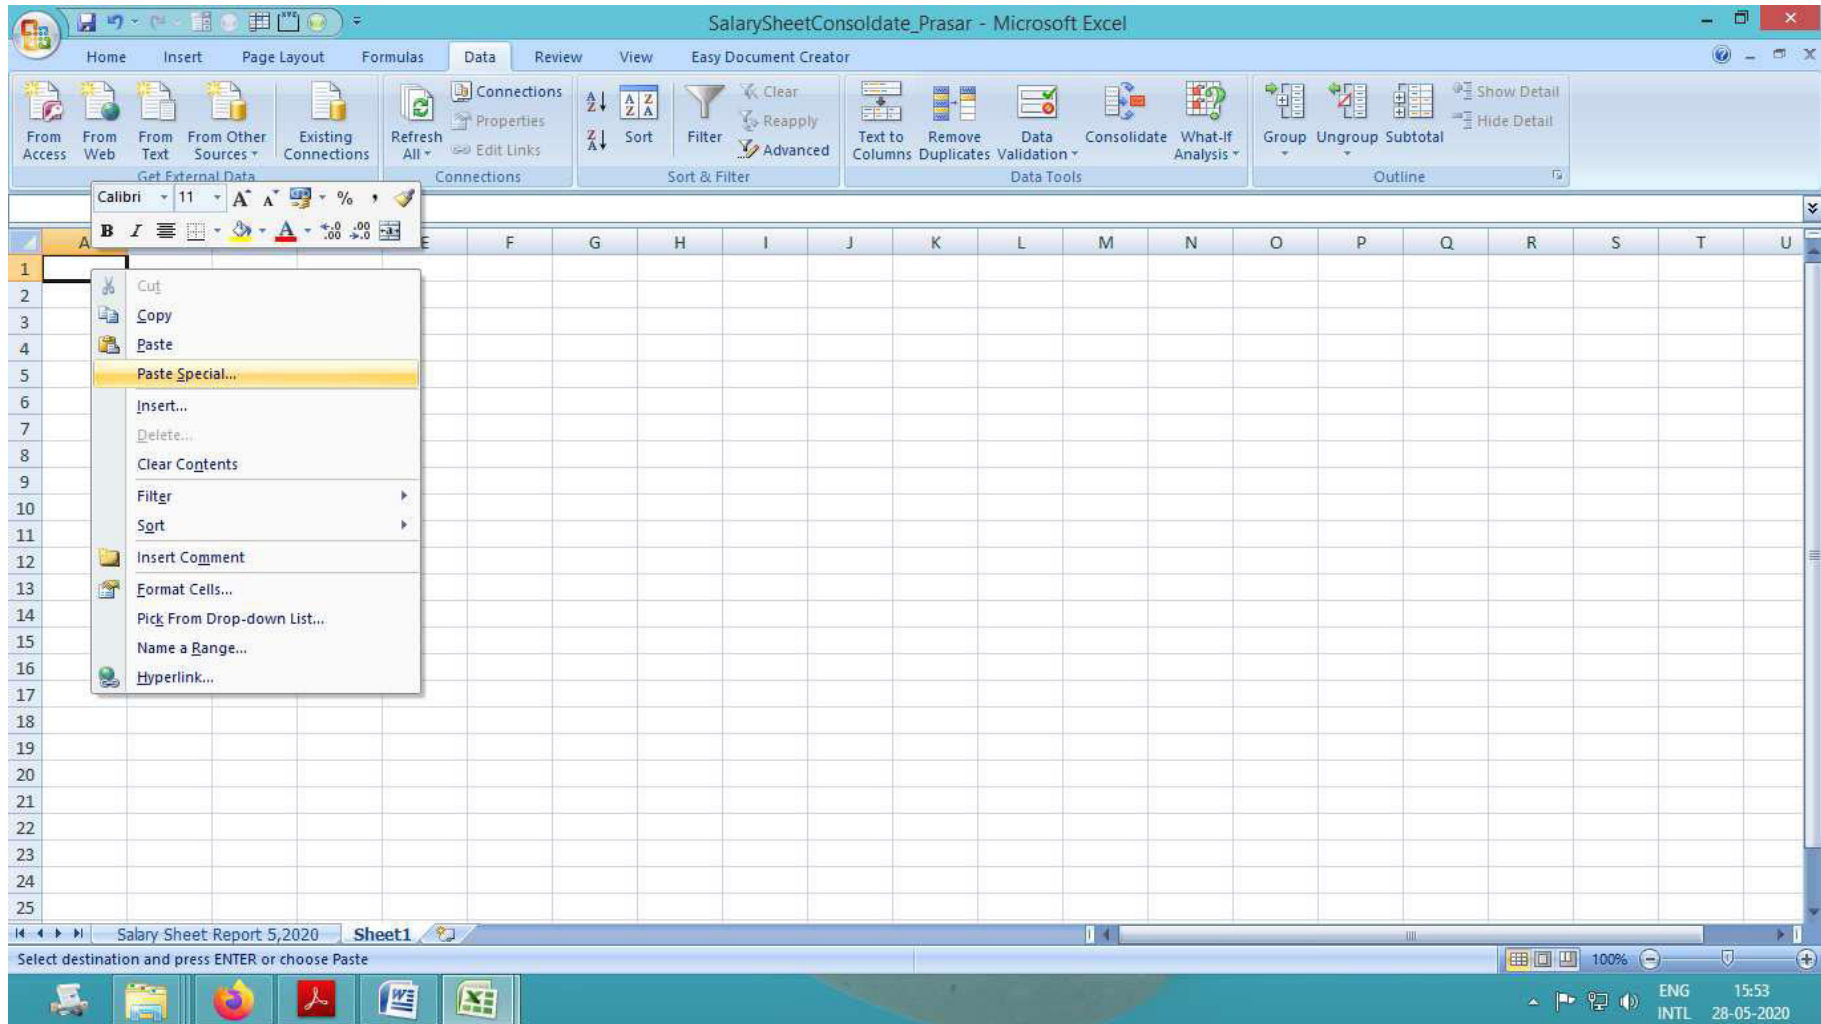 SalarySheetConsoldate_Prasar - Microsoft Excel
Home Insert Page Layout Formulas Data Review View Easy Document Creator
From Access
From Web
From Text
From Other Sources
Existing Connections
Get External Data
Refresh All
Connections
Properties
Edit Links
Connections
Sort
Filter
Clear
Reapply
Advanced
Sort & Filter
Text to Columns
Remove Duplicates
Data Validation
Consolidate
What-If Analysis
Data Tools
Group
Ungroup
Subtotal
Show Detail
Hide Detail
Outline
Calibri 11 A A % ,
B I A .0 .00 .00 .0
A E F G H I J K L M N O P Q R S T U
1
2
3
4
5
6
7
8
9
10
11
12
13
14
15
16
17
18
19
20
21
22
23
24
25
Cut
Copy
Paste
Paste Special...
Insert...
Delete...
Clear Contents
Filter
Sort
Insert Comment
Format Cells...
Pick From Drop-down List...
Name a Range...
Hyperlink...
Salary Sheet Report 5,2020 Sheet1
Select destination and press ENTER or choose Paste 100%
ENG 15:53
INTL 28-05-2020